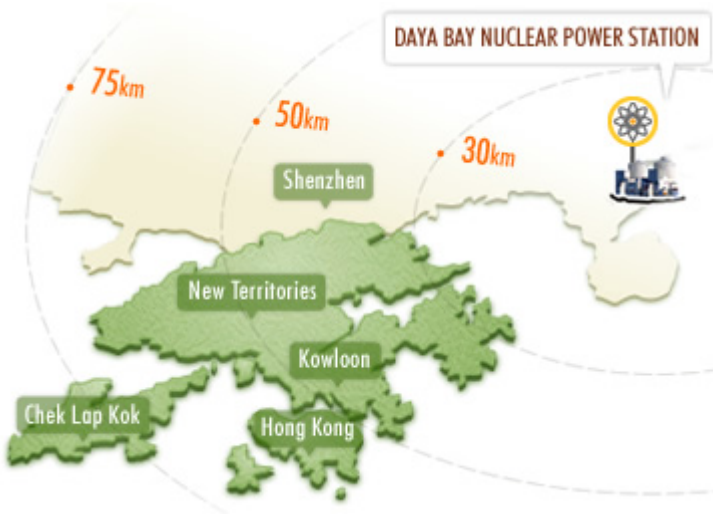 DAYA BAY NUCLEAR POWER STATION
75km
50km
30km
Shenzhen
New Territories
Kowloon
Chek Lap Kok
Hong Kong